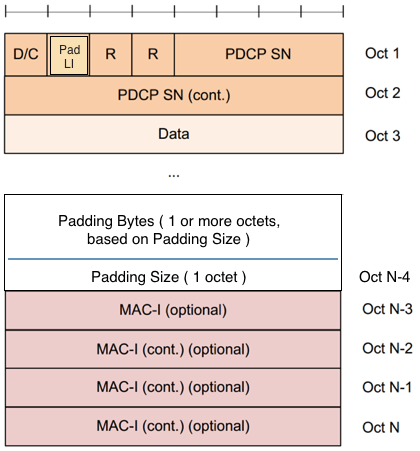 D/C Pad LI R R PDCP SN Oct 1
PDCP SN (cont.) Oct 2
Data Oct 3
...
Padding Bytes ( 1 or more octets,
based on Padding Size )
Padding Size ( 1 octet ) Oct N-4
MAC-I (optional) Oct N-3
MAC-I (cont.) (optional) Oct N-2
MAC-I (cont.) (optional) Oct N-1
MAC-I (cont.) (optional) Oct N